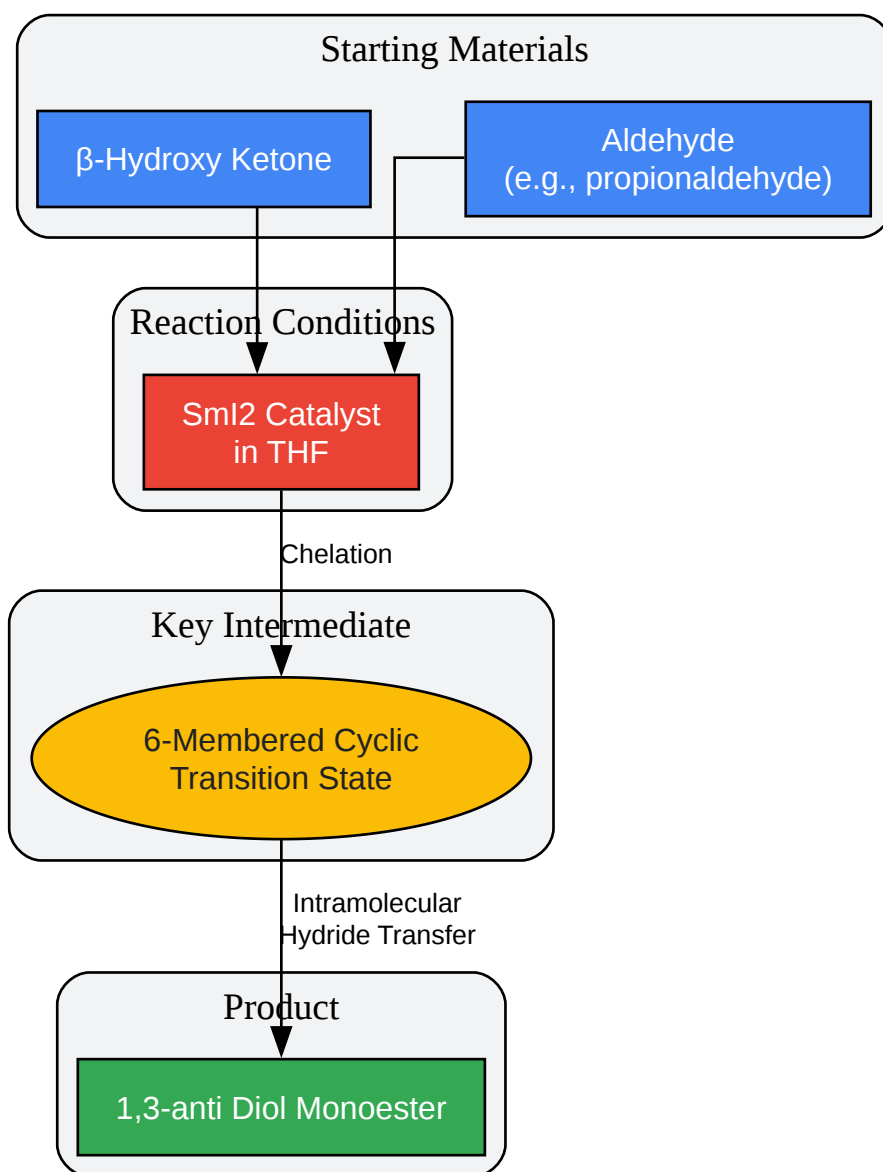 Starting Materials
β-Hydroxy Ketone
Aldehyde
(e.g., propionaldehyde)
Reaction Conditions
SmI2 Catalyst
in THF
Chelation
Key Intermediate
6-Membered Cyclic
Transition State
Intramolecular
Hydride Transfer
Product
1,3-anti Diol Monoester